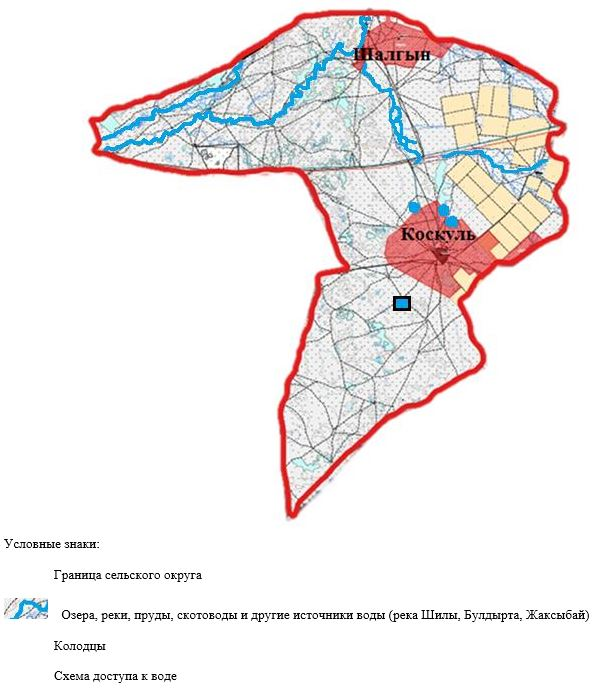 Шалгын
Коскуль
Условные знаки:
Граница сельского округа
Озера, реки, пруды, скотоводы и другие источники воды (река Шилы, Булдырта, Жаксыбай)
Колодцы
Схема доступа к воде